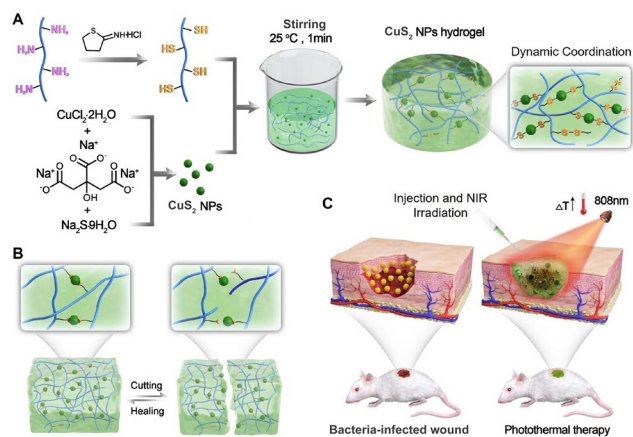 A
NH₂
H₂N
NH₂
H₂N
S
NH·HCl
SH
HS
SH
HS
CuCl₂·2H₂O
+
Na⁺
Na⁺
O
O⁻
O
O
Na⁺
⁻O
OH
O⁻
+
Na₂S·9H₂O
CuS₂ NPs
Stirring
25 °C , 1min
CuS₂ NPs hydrogel
Dynamic Coordination
B
Cutting
Healing
C
Injection and NIR
Irradiation
△T↑
808nm
Bacteria-infected wound
Photothermal therapy